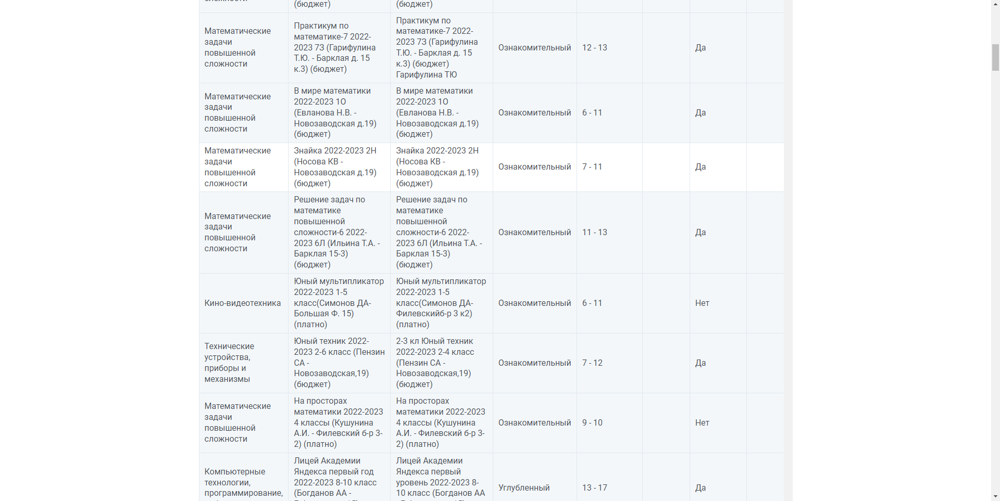 (бюджет)
(бюджет)
Математические
задачи
повышенной
сложности
Практикум по
математике-7 2022-
2023 7З (Гарифулина
Т.Ю. - Барклая д. 15
к.3) (бюджет)
Практикум по
математике-7 2022-
2023 7З (Гарифулина
Т.Ю. - Барклая д. 15
к.3) (бюджет)
Гарифулина ТЮ
Ознакомительный
12 - 13
Да
Математические
задачи
повышенной
сложности
В мире математики
2022-2023 1О
(Евланова Н.В. -
Новозаводская д.19)
(бюджет)
В мире математики
2022-2023 1О
(Евланова Н.В. -
Новозаводская д.19)
(бюджет)
Ознакомительный
6 - 11
Да
Математические
задачи
повышенной
сложности
Знайка 2022-2023 2Н
(Носова КВ -
Новозаводская д.19)
(бюджет)
Знайка 2022-2023 2Н
(Носова КВ -
Новозаводская д.19)
(бюджет)
Ознакомительный
7 - 11
Да
Математические
задачи
повышенной
сложности
Решение задач по
математике
повышенной
сложности-6 2022-
2023 6Л (Ильина Т.А. -
Барклая 15-3)
(бюджет)
Решение задач по
математике
повышенной
сложности-6 2022-
2023 6Л (Ильина Т.А. -
Барклая 15-3)
(бюджет)
Ознакомительный
11 - 13
Да
Кино-видеотехника
Юный мультипликатор
2022-2023 1-5
класс(Симонов ДА-
Большая Ф. 15)
(платно)
Юный мультипликатор
2022-2023 1-5
класс(Симонов ДА-
Филевскийб-р 3 к2)
(платно)
Ознакомительный
6 - 11
Нет
Технические
устройства,
приборы и
механизмы
Юный техник 2022-
2023 2-6 класс (Пензин
СА -
Новозаводская,19)
(бюджет)
2-3 кл Юный техник
2022-2023 2-4 класс
(Пензин СА -
Новозаводская,19)
(бюджет)
Ознакомительный
7 - 12
Да
Математические
задачи
повышенной
сложности
На просторах
математики 2022-2023
4 классы (Кушунина
А.И. - Филевский б-р 3-
2) (платно)
На просторах
математики 2022-2023
4 классы (Кушунина
А.И. - Филевский б-р 3-
2) (платно)
Ознакомительный
9 - 10
Нет
Компьютерные
технологии,
программирование,
Лицей Академии
Яндекса первый год
2022-2023 8-10 класс
(Богданов АА -
Лицей Академии
Яндекса первый
уровень 2022-2023 8-
10 класс (Богданов АА
Углубленный
13 - 17
Да